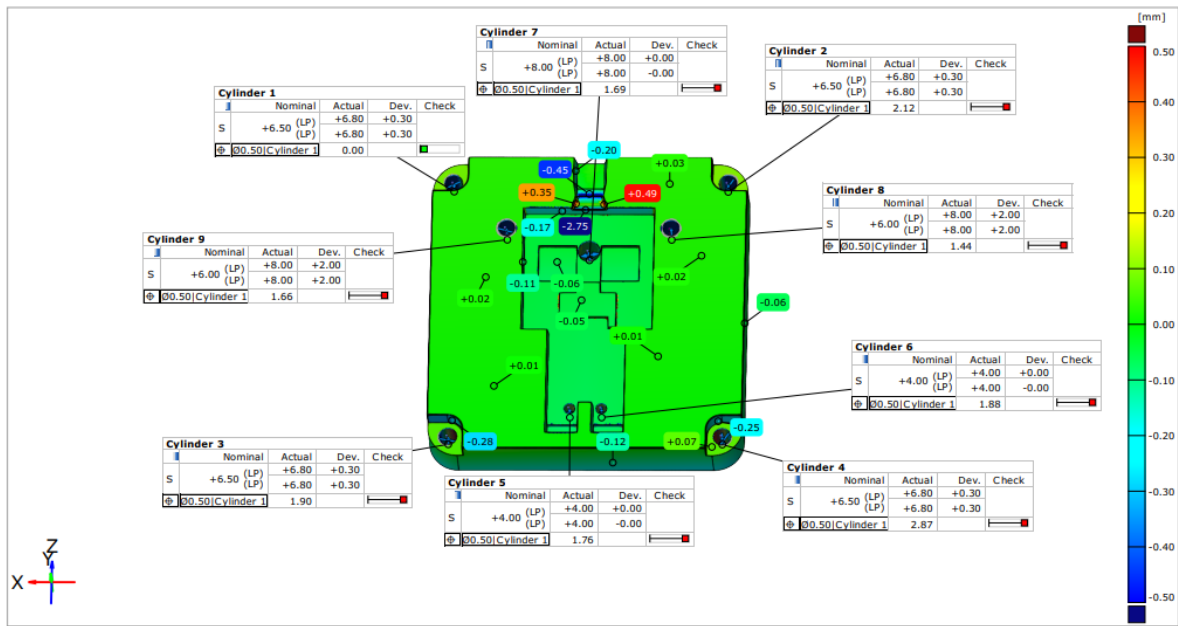 [mm]
Cylinder 7
Nominal Actual Dev. Check
S +8.00 (LP) +8.00 +0.00
(LP) +8.00 -0.00
⌖ Ø0.50|Cylinder 1 1.69
Cylinder 2
Nominal Actual Dev. Check
S +6.50 (LP) +6.80 +0.30
(LP) +6.80 +0.30
⌖ Ø0.50|Cylinder 1 2.12
Cylinder 1
Nominal Actual Dev. Check
S +6.50 (LP) +6.80 +0.30
(LP) +6.80 +0.30
⌖ Ø0.50|Cylinder 1 0.00
Cylinder 8
Nominal Actual Dev. Check
S +6.00 (LP) +8.00 +2.00
(LP) +8.00 +2.00
⌖ Ø0.50|Cylinder 1 1.44
Cylinder 9
Nominal Actual Dev. Check
S +6.00 (LP) +8.00 +2.00
(LP) +8.00 +2.00
⌖ Ø0.50|Cylinder 1 1.66
-0.20
-0.45
+0.03
+0.35
+0.49
-0.17
-2.75
-0.11
-0.06
+0.02
+0.02
-0.06
-0.05
+0.01
+0.01
Cylinder 6
Nominal Actual Dev. Check
S +4.00 (LP) +4.00 +0.00
(LP) +4.00 -0.00
⌖ Ø0.50|Cylinder 1 1.88
-0.28
-0.12
+0.07
-0.25
Cylinder 3
Nominal Actual Dev. Check
S +6.50 (LP) +6.80 +0.30
(LP) +6.80 +0.30
⌖ Ø0.50|Cylinder 1 1.90
Cylinder 5
Nominal Actual Dev. Check
S +4.00 (LP) +4.00 +0.00
(LP) +4.00 -0.00
⌖ Ø0.50|Cylinder 1 1.76
Cylinder 4
Nominal Actual Dev. Check
S +6.50 (LP) +6.80 +0.30
(LP) +6.80 +0.30
⌖ Ø0.50|Cylinder 1 2.87
0.50
0.40
0.30
0.20
0.10
0.00
-0.10
-0.20
-0.30
-0.40
-0.50
Z
Y
X